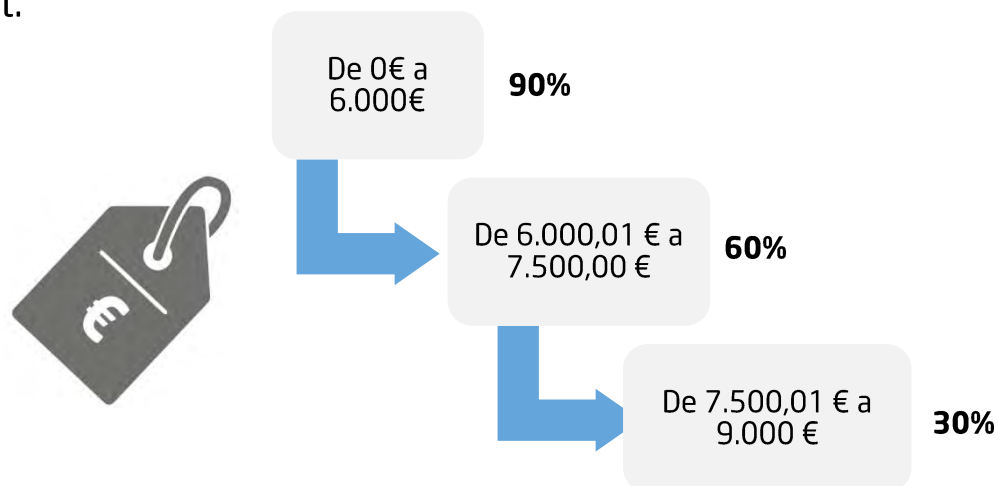 t.
De 0€ a
6.000€
90%
De 6.000,01 € a
7.500,00 €
60%
De 7.500,01 € a
9.000 €
30%
€